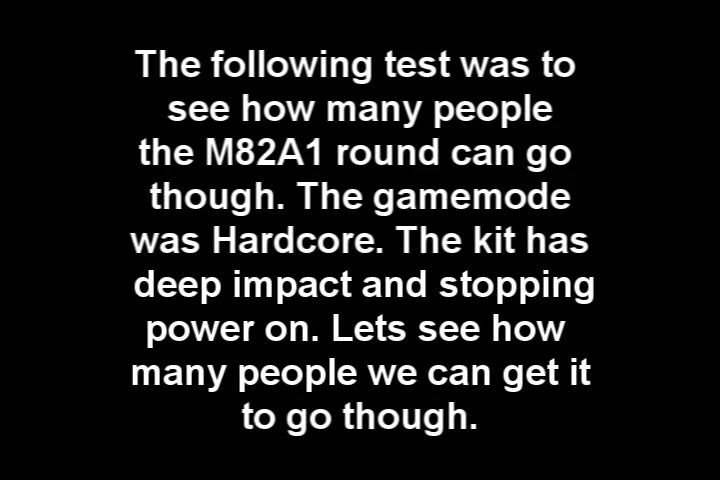 The following test was to
see how many people
the M82A1 round can go
though. The gamemode
was Hardcore. The kit has
deep impact and stopping
power on. Lets see how
many people we can get it
to go though.